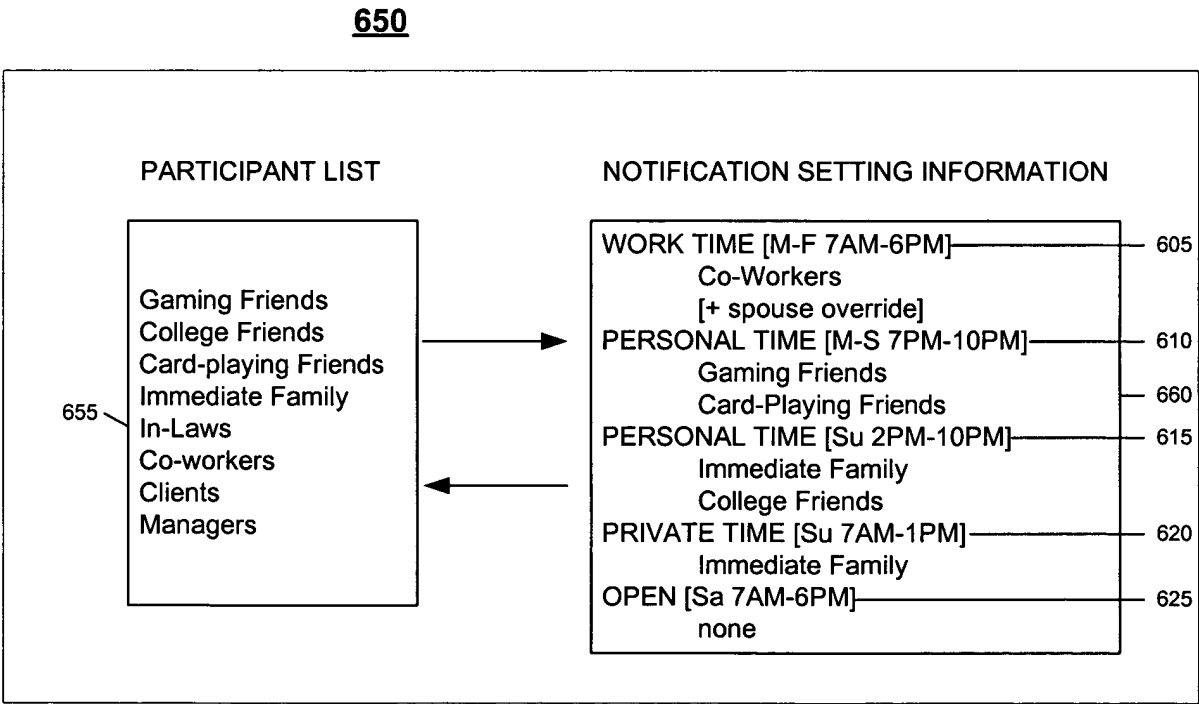 650
PARTICIPANT LIST
Gaming Friends
College Friends
Card-playing Friends
Immediate Family
In-Laws
Co-workers
Clients
Managers
655
NOTIFICATION SETTING INFORMATION
WORK TIME [M-F 7AM-6PM] 605
Co-Workers
[+ spouse override]
PERSONAL TIME [M-S 7PM-10PM] 610
Gaming Friends
Card-Playing Friends 660
PERSONAL TIME [Su 2PM-10PM] 615
Immediate Family
College Friends
PRIVATE TIME [Su 7AM-1PM] 620
Immediate Family
OPEN [Sa 7AM-6PM] 625
none